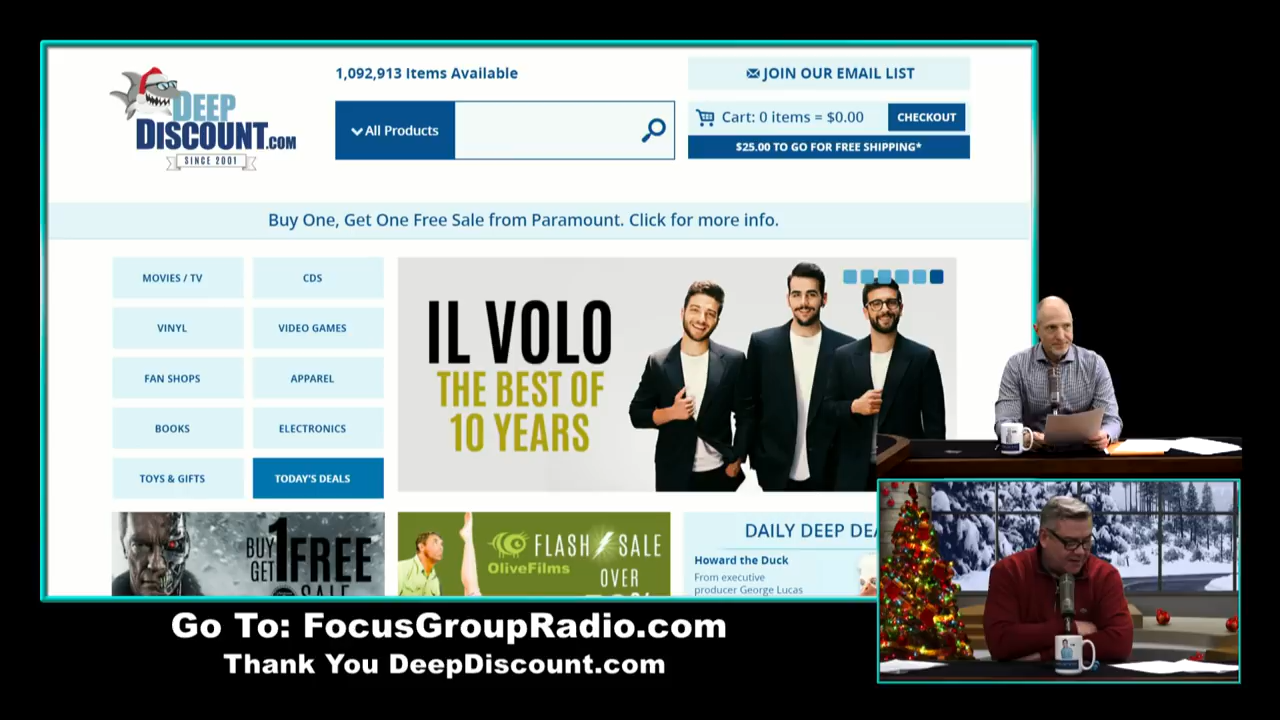 1,092,913 Items Available
JOIN OUR EMAIL LIST
DEEP
DISCOUNT.COM
SINCE 2001
All Products
Cart: 0 items = $0.00
CHECKOUT
$25.00 TO GO FOR FREE SHIPPING*
Buy One, Get One Free Sale from Paramount. Click for more info.
MOVIES / TV
CDS
VINYL
VIDEO GAMES
FAN SHOPS
APPAREL
BOOKS
ELECTRONICS
TOYS & GIFTS
TODAY'S DEALS
IL VOLO
THE BEST OF
10 YEARS
BUY 1 GET 1 FREE
SALE
FLASH SALE
OliveFilms
OVER
DAILY DEEP DEA
Howard the Duck
From executive
producer George Lucas
Go To: FocusGroupRadio.com
Thank You DeepDiscount.com